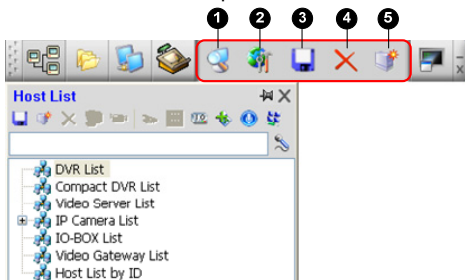 1 2 3 4 5
Host List
DVR List
Compact DVR List
Video Server List
IP Camera List
IO-BOX List
Video Gateway List
Host List by ID